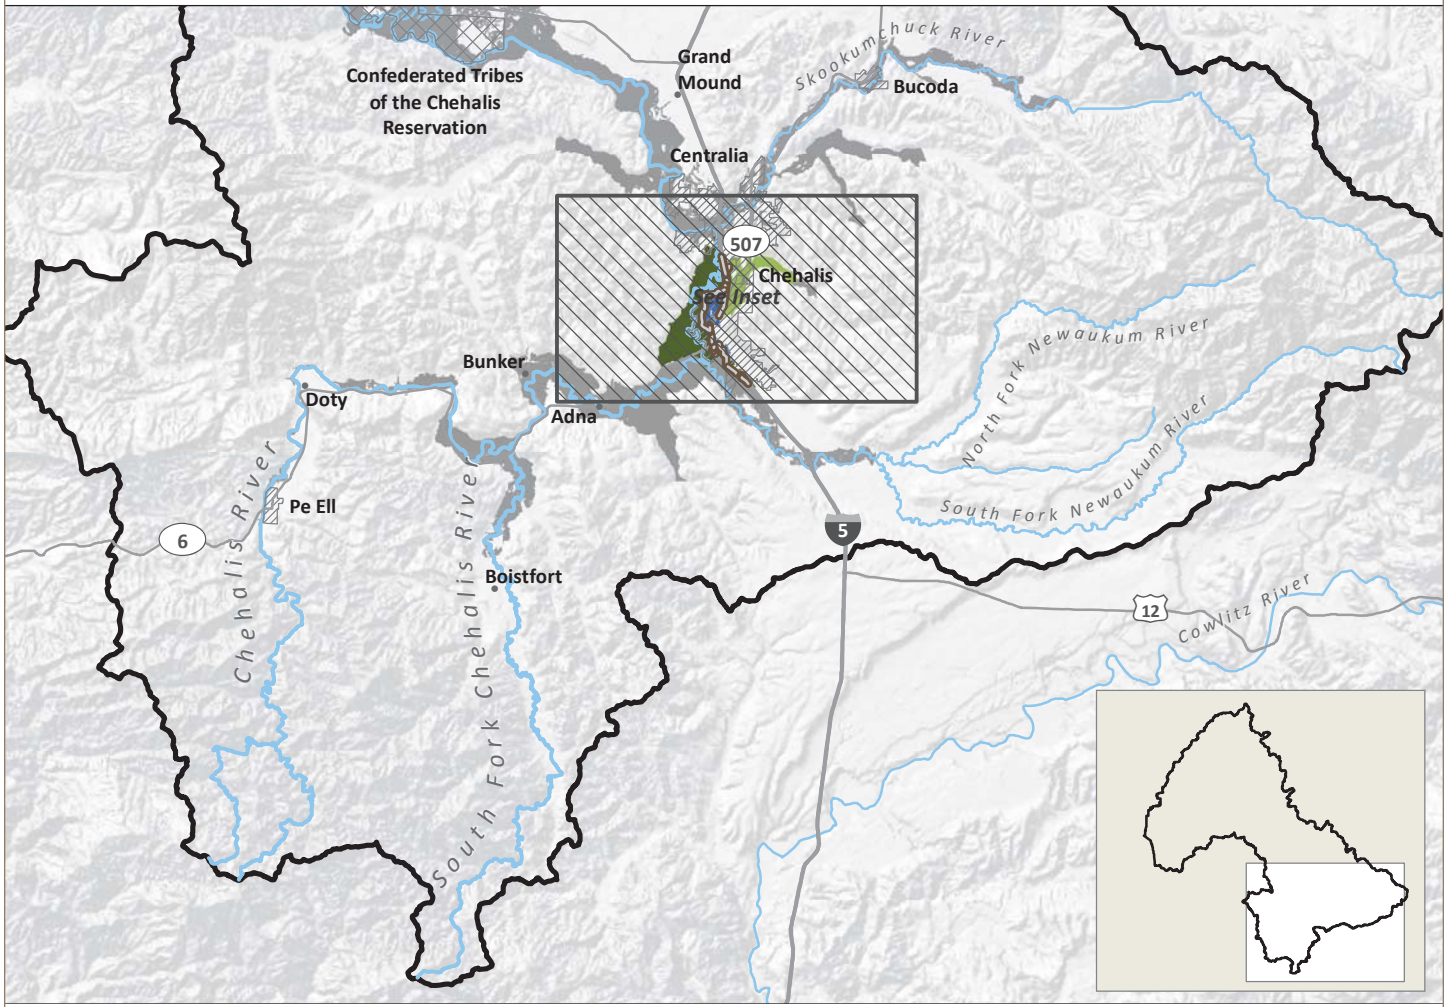 Skookumchuck River
Grand
Mound
Confederated Tribes
of the Chehalis
Reservation
Bucoda
Centralia
507
Chehalis
See Inset
North Fork Newaukum River
Bunker
Doty
Adna
South Fork Newaukum River
Chehalis River
Pe Ell
South Fork Chehalis River
6
5
Boistfort
12
Cowlitz River